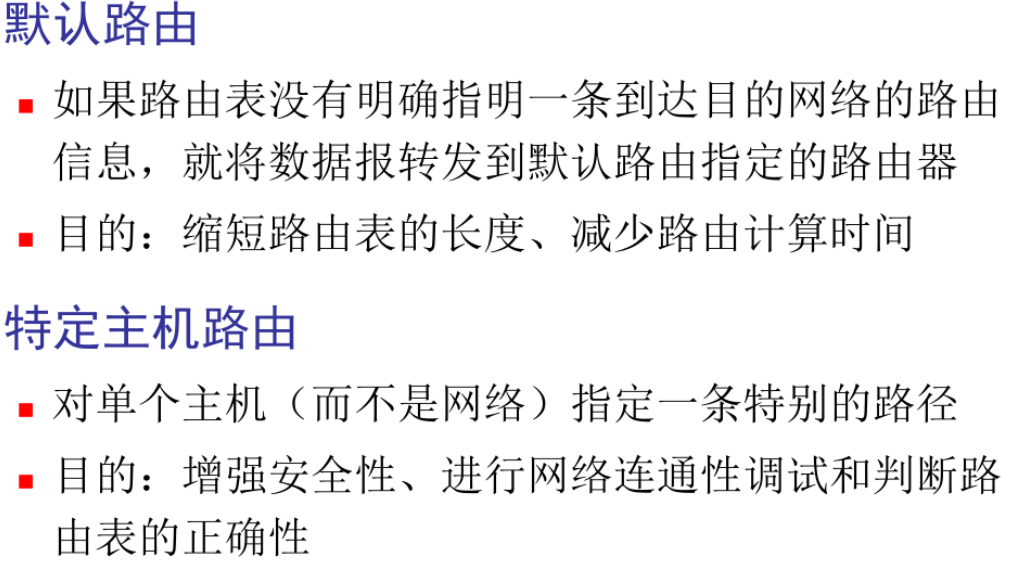 默认路由
如果路由表没有明确指明一条到达目的网络的路由
信息，就将数据报转发到默认路由指定的路由器
目的：缩短路由表的长度、减少路由计算时间
特定主机路由
对单个主机（而不是网络）指定一条特别的路径
目的：增强安全性、进行网络连通性调试和判断路
由表的正确性